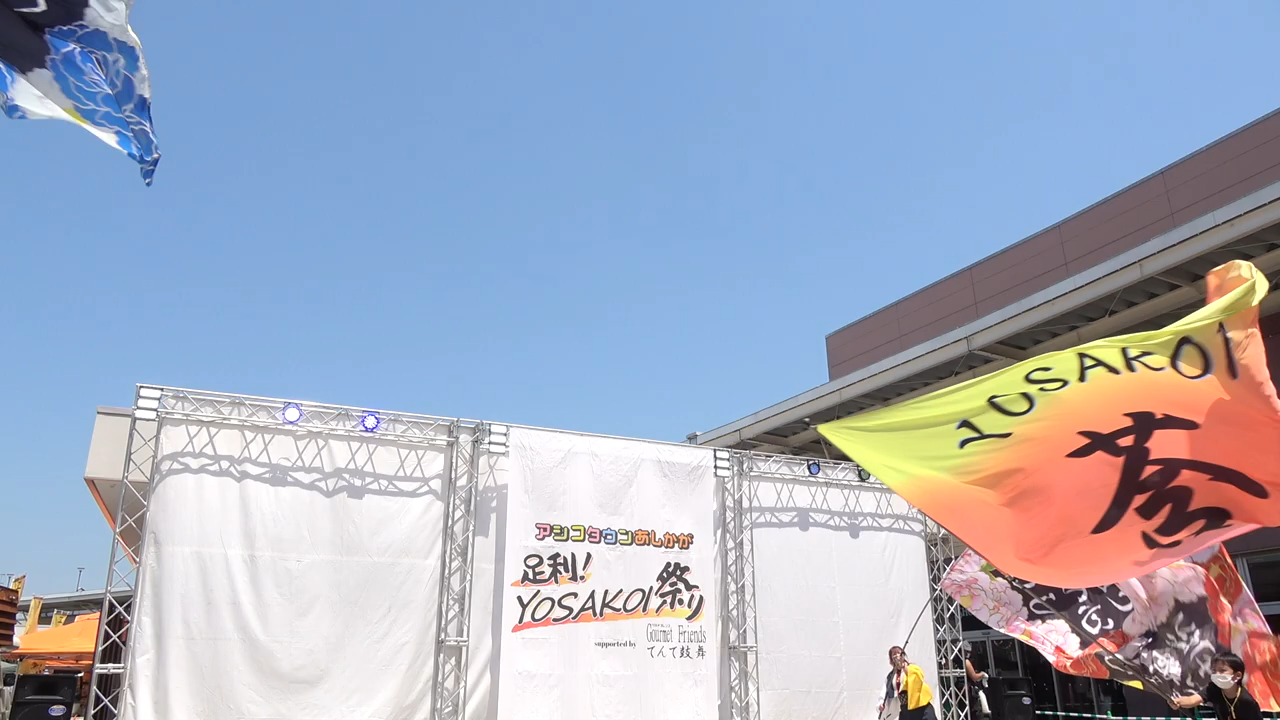 アシコタウンあしかが
足利!
YOSAKOI祭り
supported by
Gourmet Friends
てんて鼓舞
YOSAKOI